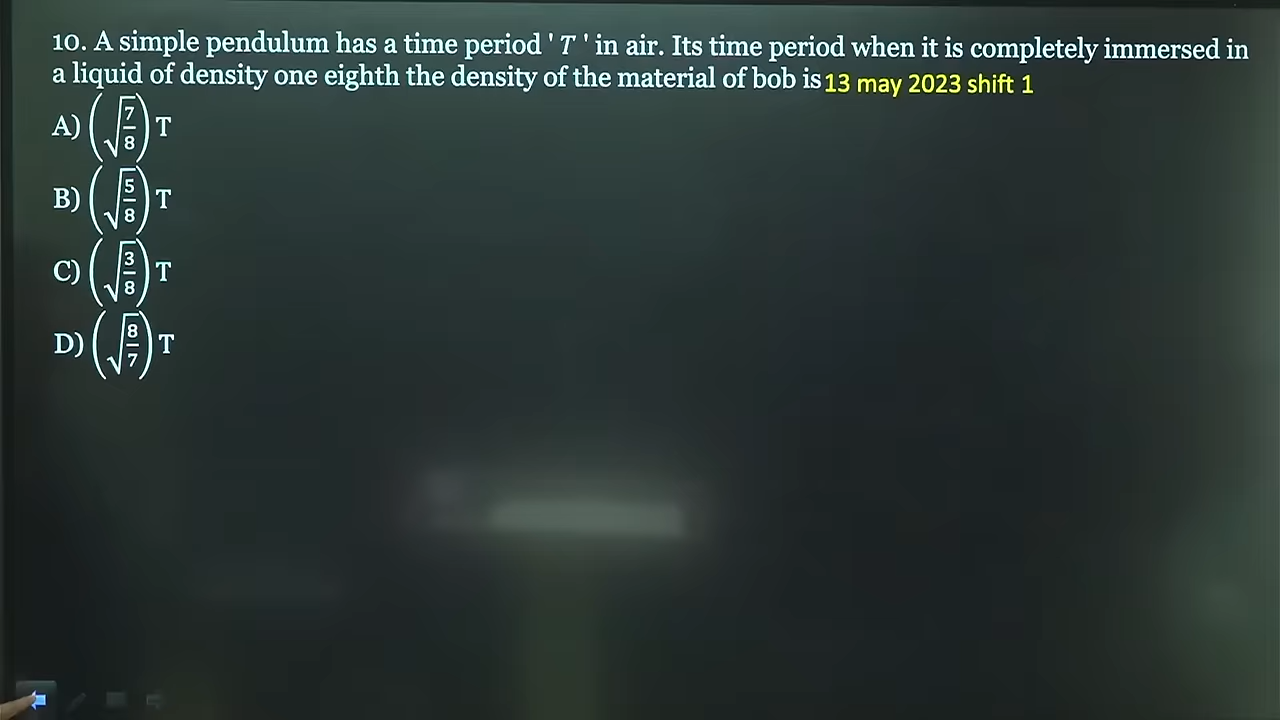 10. A simple pendulum has a time period ' T ' in air. Its time period when it is completely immersed in
a liquid of density one eighth the density of the material of bob is 13 may 2023 shift 1
A) (√7/8) T
B) (√5/8) T
C) (√3/8) T
D) (√8/7) T